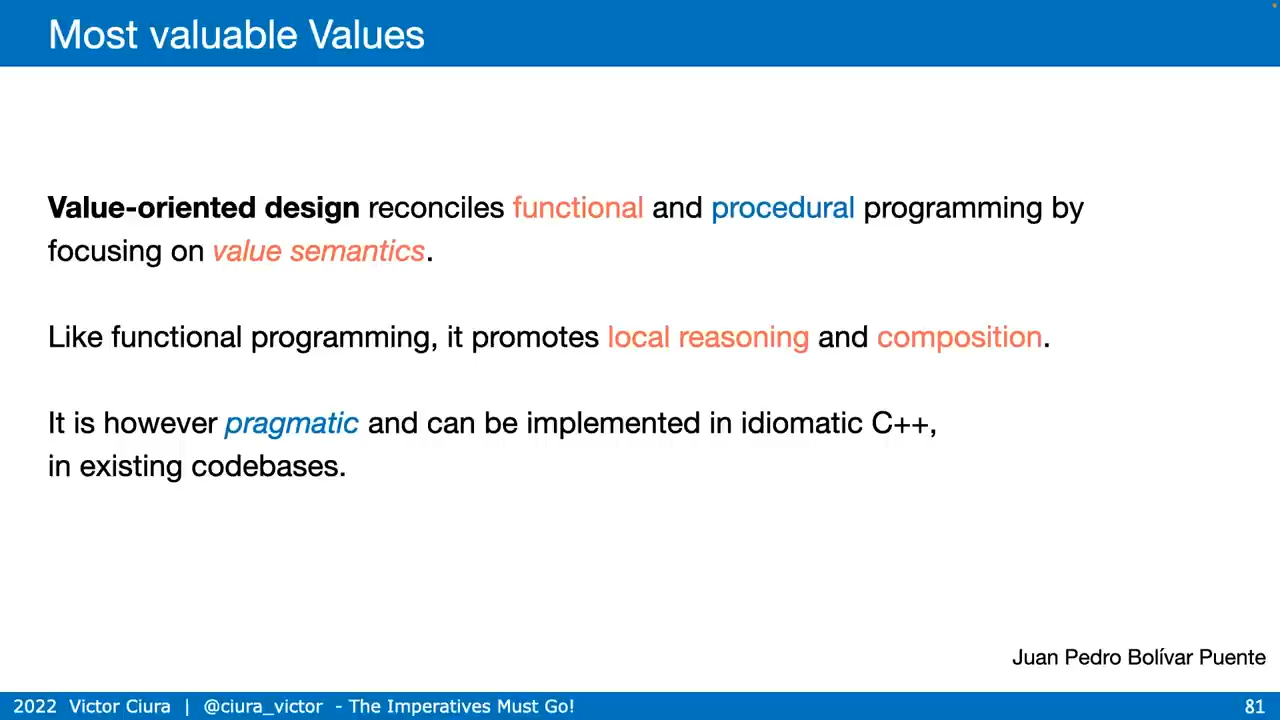 Most valuable Values
Value-oriented design reconciles functional and procedural programming by
focusing on value semantics.
Like functional programming, it promotes local reasoning and composition.
It is however pragmatic and can be implemented in idiomatic C++,
in existing codebases.
Juan Pedro Bolívar Puente
2022 Victor Ciura | @ciura_victor - The Imperatives Must Go! 81